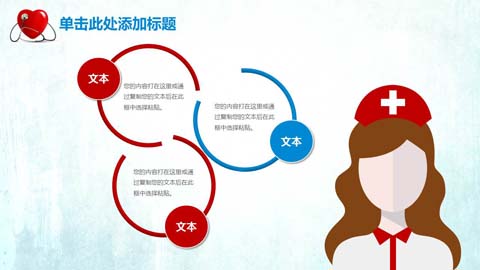 单击此处添加标题
文本
您的内容打在这里或通
过复制您的文本后在此
框中选择粘贴。
您的内容打在这里或通
过复制您的文本后在此
框中选择粘贴。
文本
您的内容打在这里或通
过复制您的文本后在此
框中选择粘贴。
文本